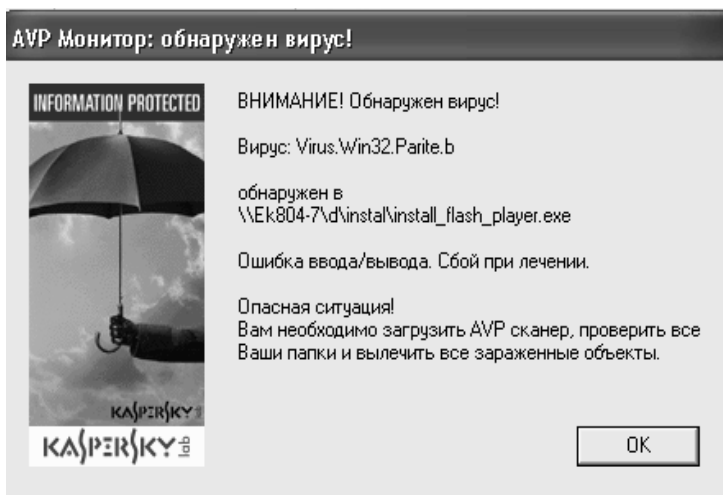 AVP Монитор: обнаружен вирус!
INFORMATION PROTECTED
KASPERSKY
KASPERSKY lab
ВНИМАНИЕ! Обнаружен вирус!
Вирус: Virus.Win32.Parite.b
обнаружен в
\\Ek804-7\d\instal\install_flash_player.exe
Ошибка ввода/вывода. Сбой при лечении.
Опасная ситуация!
Вам необходимо загрузить AVP сканер, проверить все
Ваши папки и вылечить все зараженные объекты.
OK